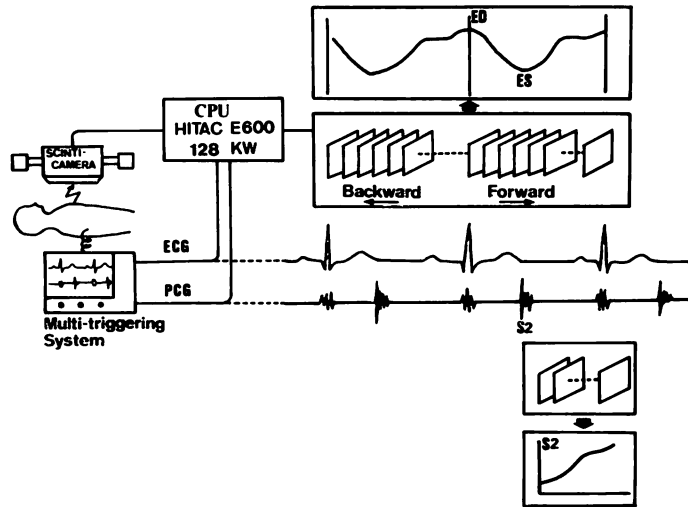 ED
ES
CPU
HITAC E600
128 KW
SCINTI-
CAMERA
Backward
Forward
ECG
PCG
S2
Multi-triggering
System
S2